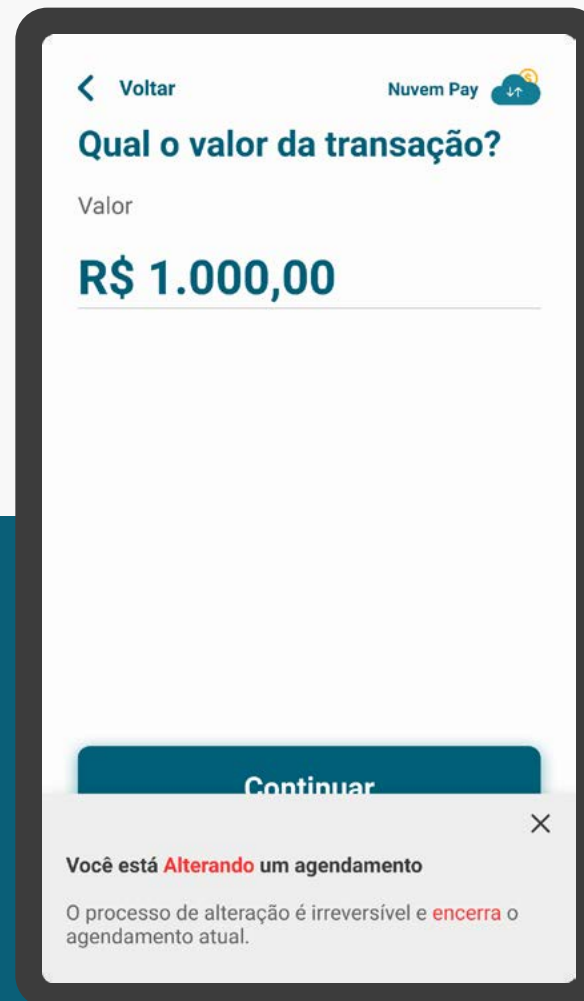 Voltar
Nuvem Pay
Qual o valor da transação?
Valor
R$ 1.000,00
Continuar
Você está Alterando um agendamento
O processo de alteração é irreversível e encerra o
agendamento atual.